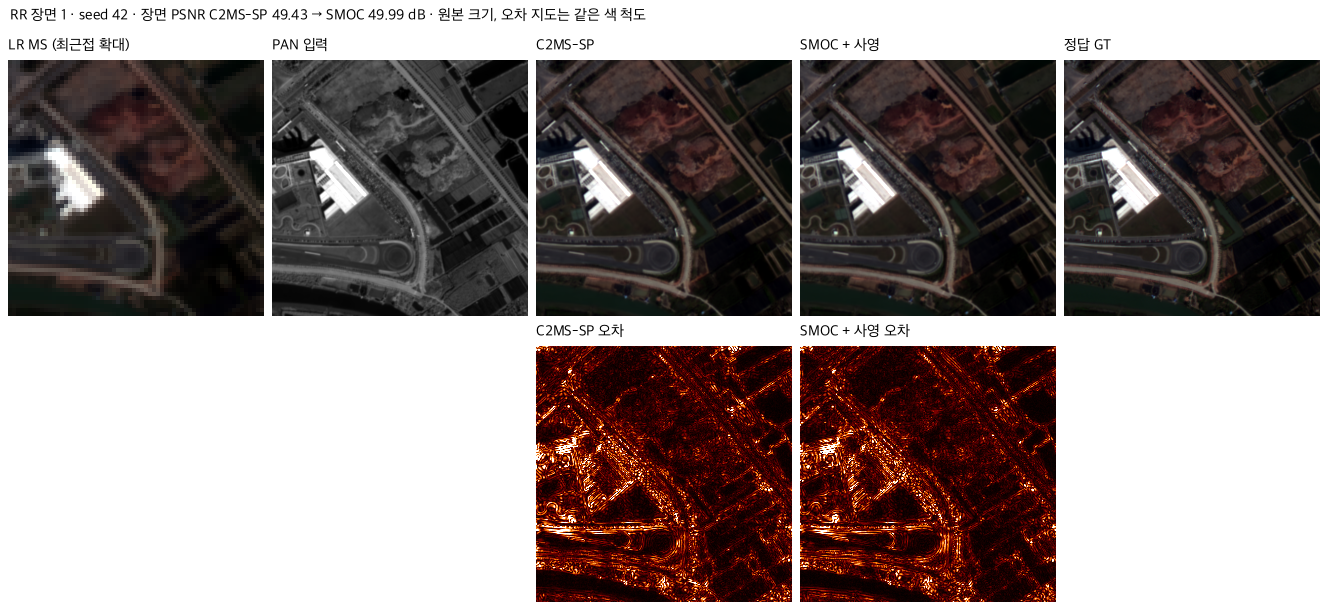 RR 장면 1 · seed 42 · 장면 PSNR C2MS-SP 49.43 → SMOC 49.99 dB · 원본 크기, 오차 지도는 같은 색 척도
LR MS (최근접 확대)
PAN 입력
C2MS-SP
SMOC + 사영
정답 GT
C2MS-SP 오차
SMOC + 사영 오차